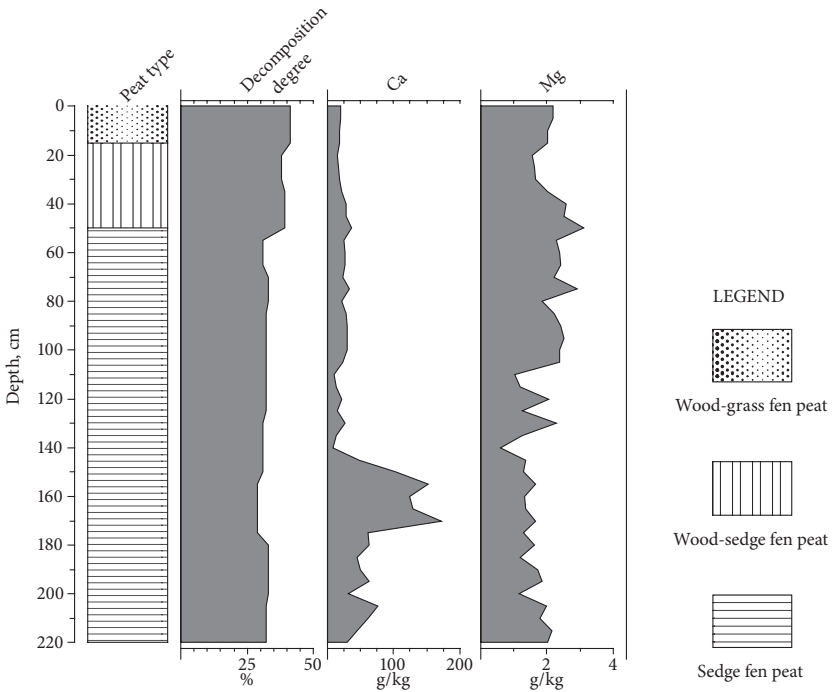 Peat type
Decomposition
degree
Ca
Mg
Depth, cm
0
20
40
60
80
100
120
140
160
180
200
220
25 50
%
100 200
g/kg
2 4
g/kg
LEGEND
Wood-grass fen peat
Wood-sedge fen peat
Sedge fen peat